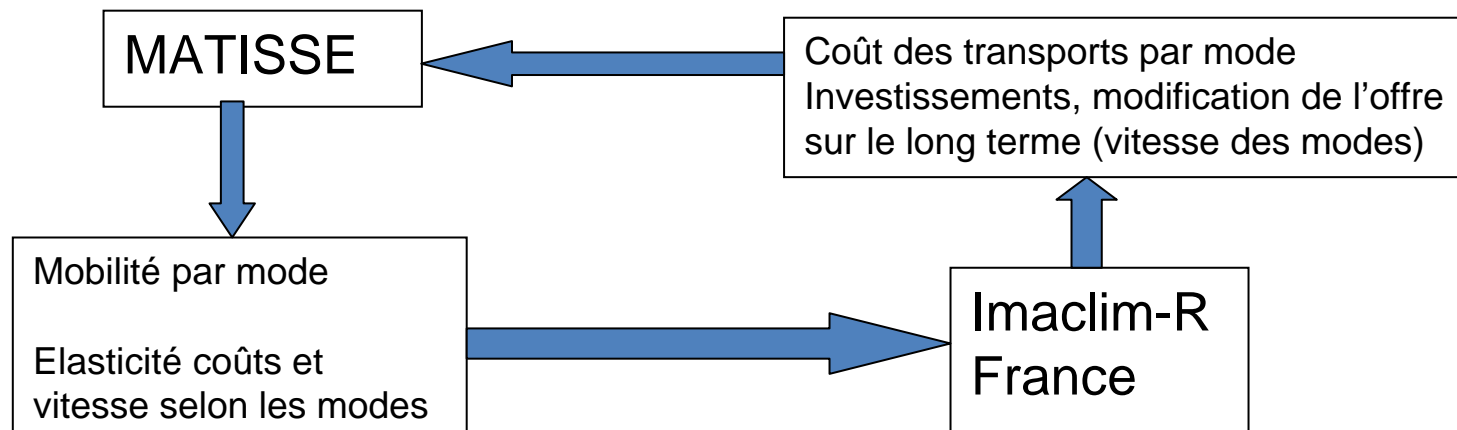 MATISSE
Coût des transports par mode
Investissements, modification de l’offre
sur le long terme (vitesse des modes)
Mobilité par mode
Elasticité coûts et
vitesse selon les modes
Imaclim-R
France